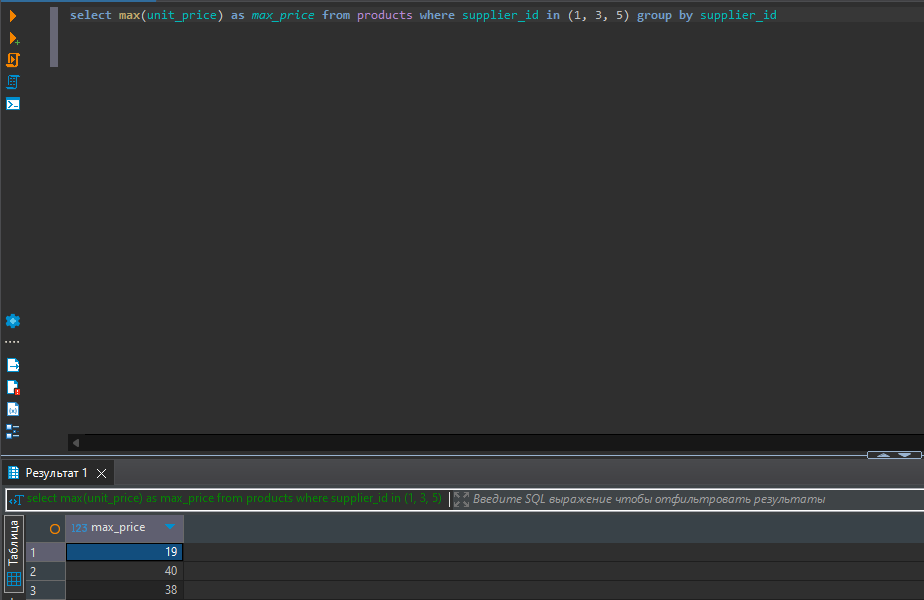 select max(unit_price) as max_price from products where supplier_id in (1, 3, 5) group by supplier_id
Результат 1
select max(unit_price) as max_price from products where supplier_id in (1, 3, 5)
Введите SQL выражение чтобы отфильтровать результаты
Таблица
123 max_price
1 19
2 40
3 38